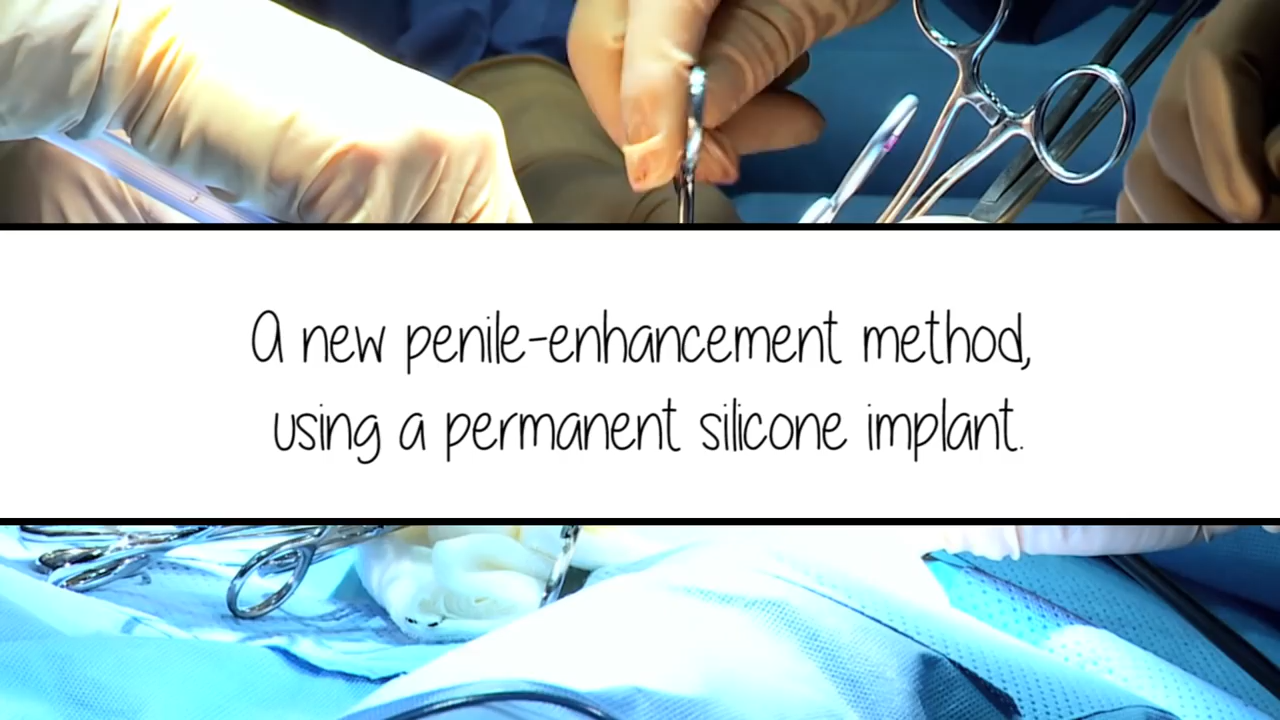 A new penile-enhancement method,
using a permanent silicone implant.